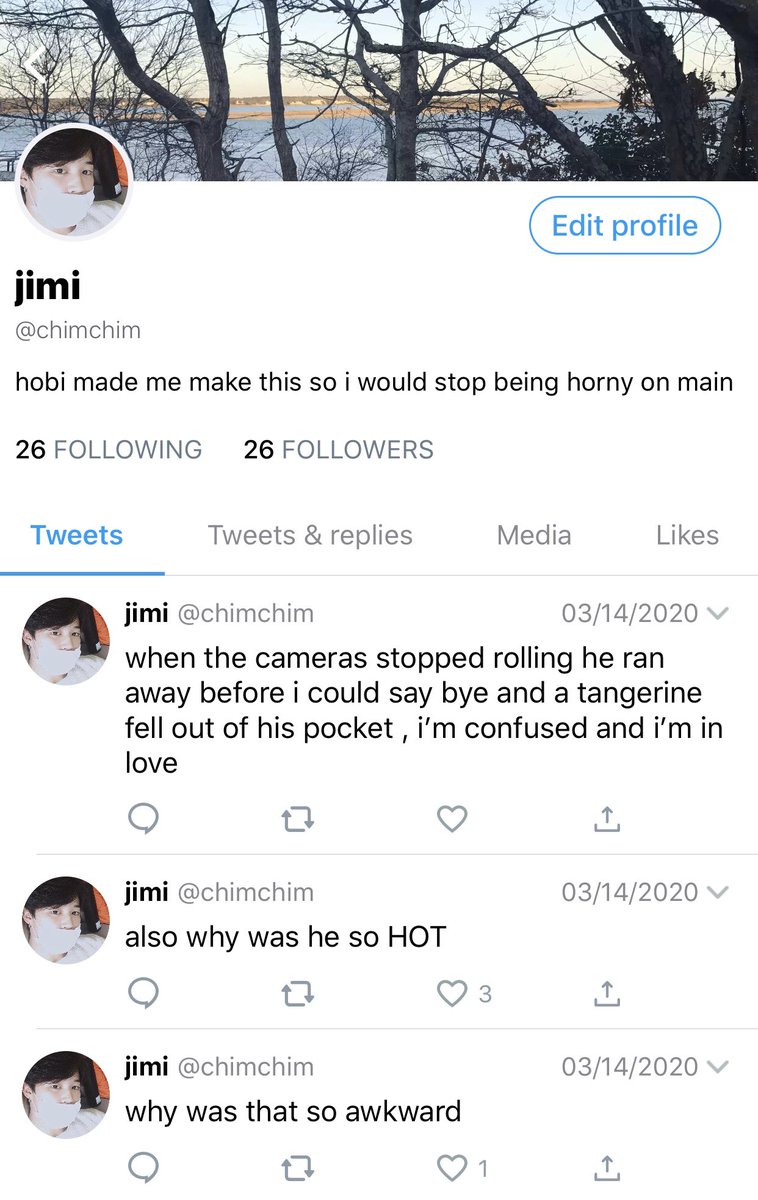 Edit profile
jimi
@chimchim
hobi made me make this so i would stop being horny on main
26 FOLLOWING 26 FOLLOWERS
Tweets Tweets & replies Media Likes
jimi @chimchim 03/14/2020
when the cameras stopped rolling he ran
away before i could say bye and a tangerine
fell out of his pocket , i’m confused and i’m in
love
jimi @chimchim 03/14/2020
also why was he so HOT
3
jimi @chimchim 03/14/2020
why was that so awkward
1